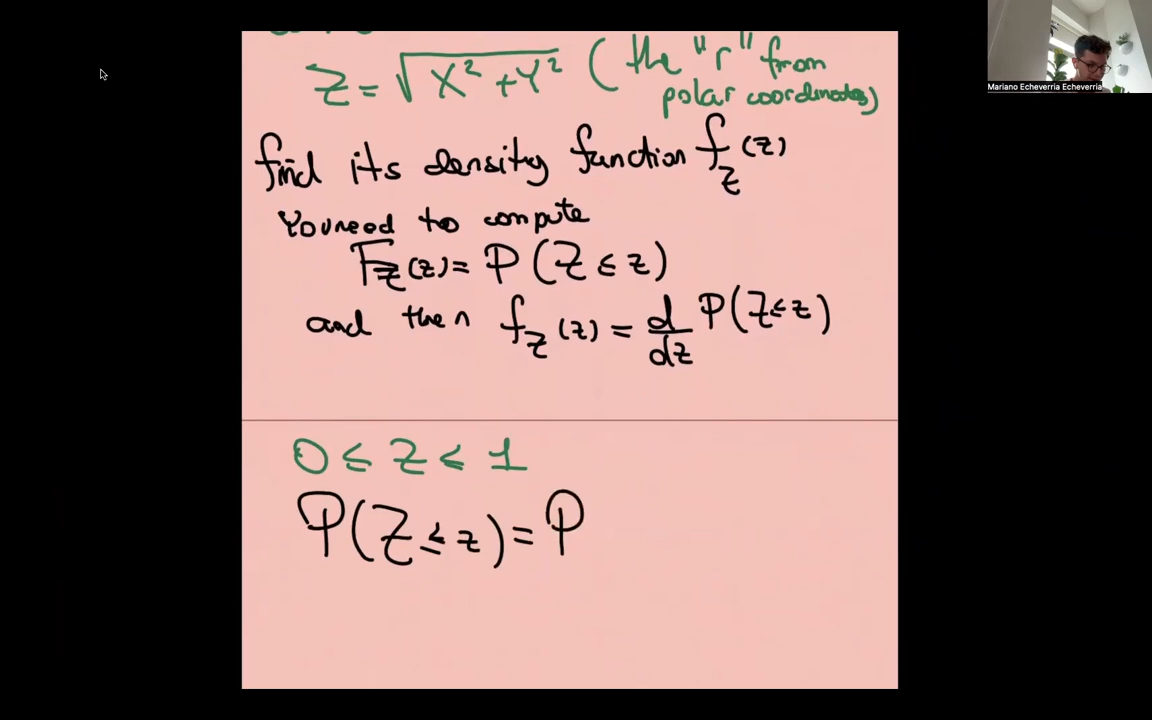 Z = √X² + Y² ( the "r" from
polar coordinates)
find its density function f_Z(z)
You need to compute
F_Z(z) = P(Z ≤ z)
and then f_Z(z) = d/dz P(Z ≤ z)
0 ≤ Z ≤ 1
P(Z ≤ z) = P
Mariano Echeverria Echeverria